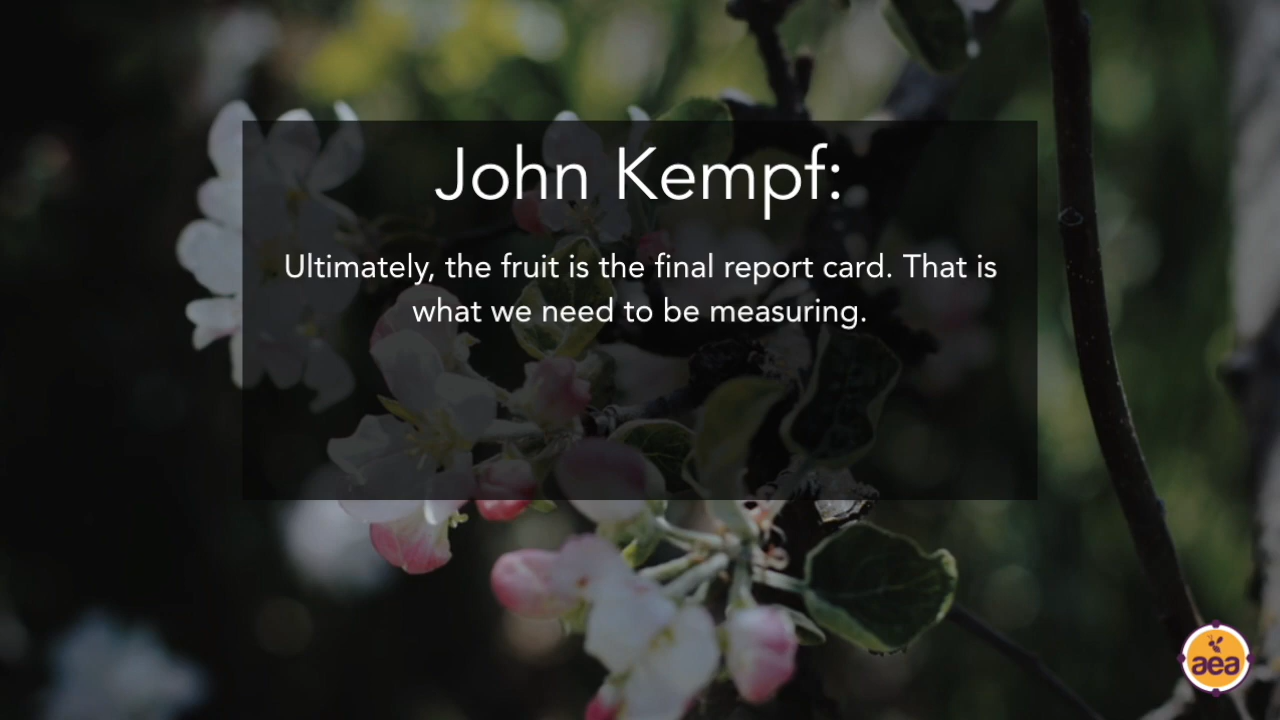 John Kempf:
Ultimately, the fruit is the final report card. That is
what we need to be measuring.
aea